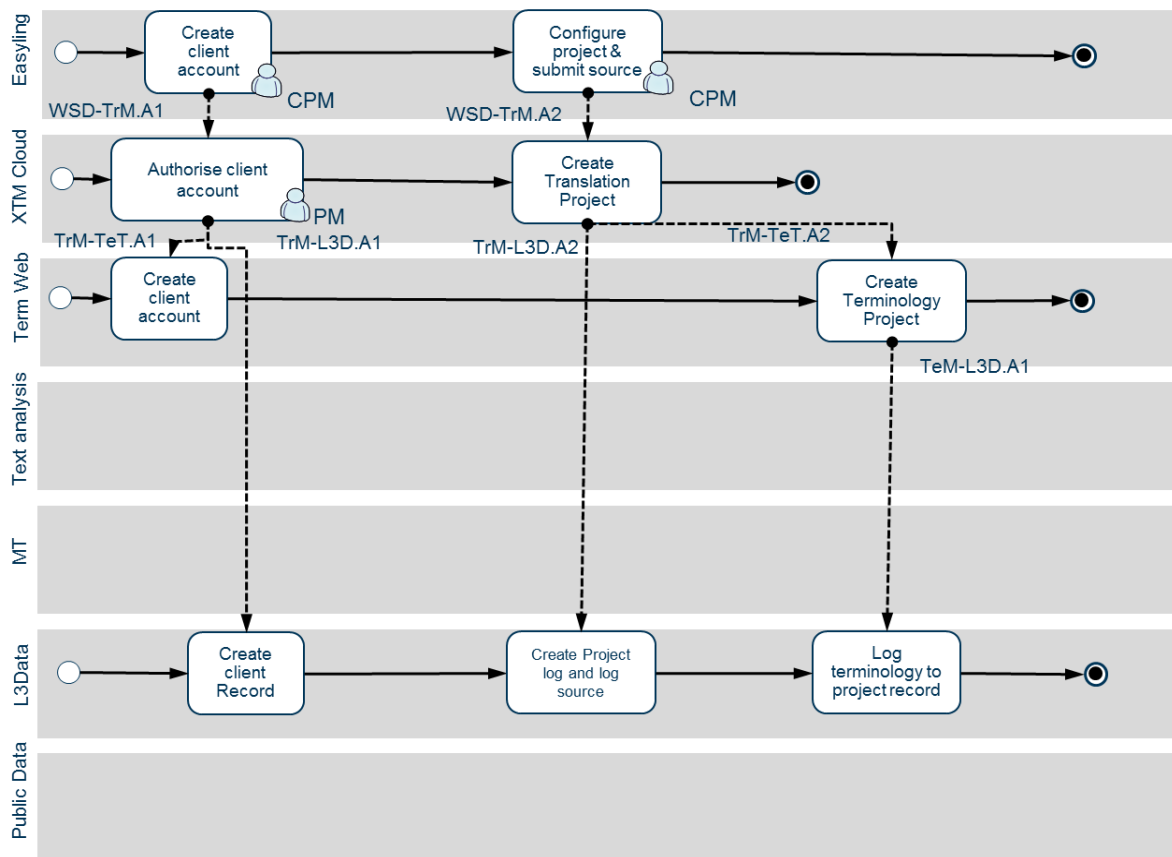 Easyling
Create
client
account
CPM
Configure
project &
submit source
CPM
WSD-TrM.A1
WSD-TrM.A2
XTM Cloud
Authorise client
account
PM
Create
Translation
Project
TrM-TeT.A1
TrM-L3D.A1
TrM-L3D.A2
TrM-TeT.A2
Term Web
Create
client
account
Create
Terminology
Project
TeM-L3D.A1
Text analysis
MT
L3Data
Create
client
Record
Create Project
log and log
source
Log
terminology to
project record
Public Data